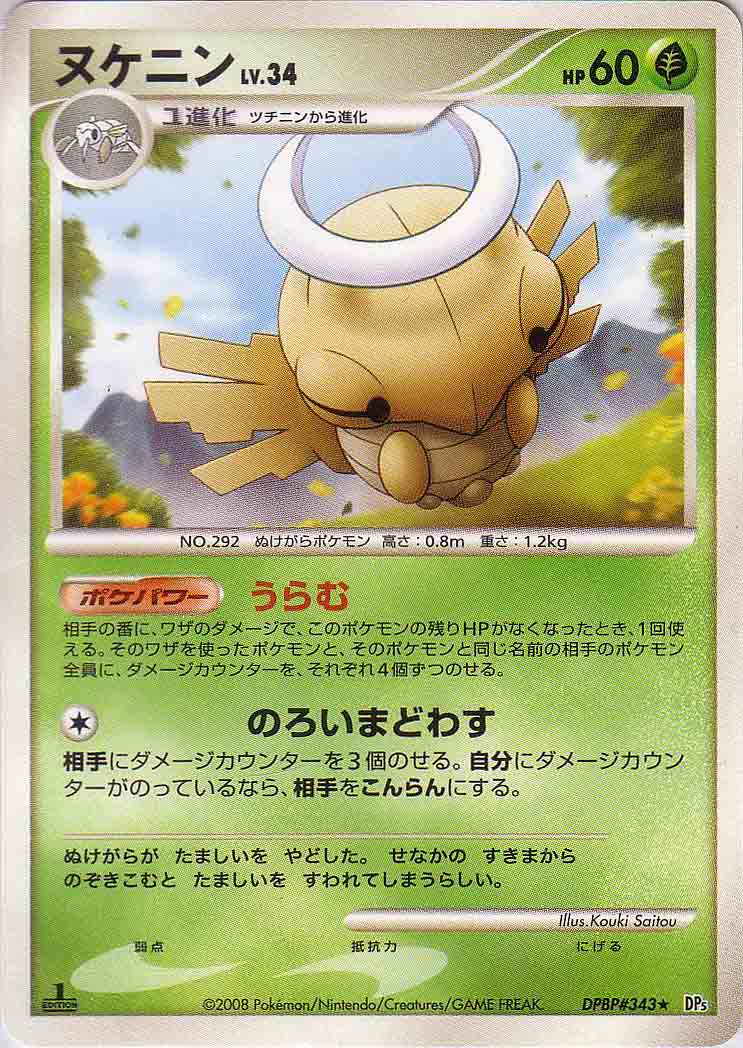 ヌケニン LV.34 HP60
1進化 ツチニンから進化
NO.292 ぬけがらポケモン 高さ:0.8m 重さ:1.2kg
ポケパワー うらむ
相手の番に、ワザのダメージで、このポケモンの残りHPがなくなったとき、1回使
える。そのワザを使ったポケモンと、そのポケモンと同じ名前の相手のポケモン
全員に、ダメージカウンターを、それぞれ4個ずつのせる。
のろいまどわす
相手にダメージカウンターを3個のせる。自分にダメージカウン
ターがのっているなら、相手をこんらんにする。
ぬけがらが たましいを やどした。 せなかの すきまから
のぞきこむと たましいを すわれてしまうらしい。
Illus.Kouki Saitou
弱点 抵抗力 にげる
1 EDITION ©2008 Pokémon/Nintendo/Creatures/GAME FREAK. DPBP#343★ DPs